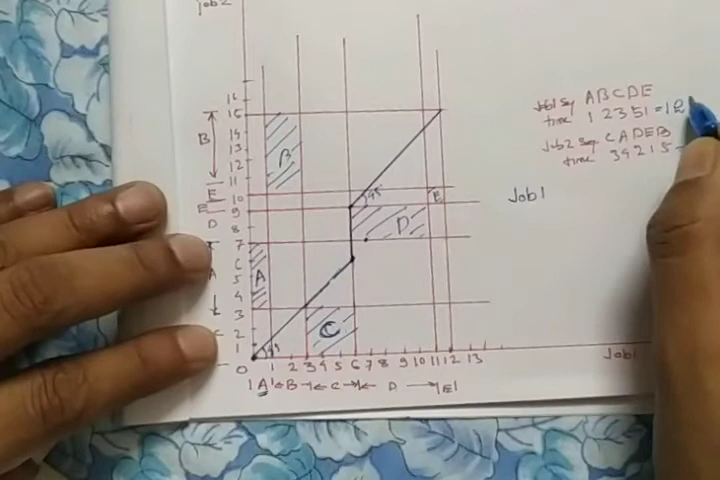 Job2
16
15
14
13
12
11
10
9
8
7
6
5
4
3
2
1
0
B
E
D
A
C
B
A
C
D
E
45
45
Job1 Seq A B C D E
time 1 2 3 5 1 = 12
Job2 Seq C A D E B
time 3 4 2 1 5 -
Job1
1 2 3 4 5 6 7 8 9 10 11 12 13
Job1
A B C D E